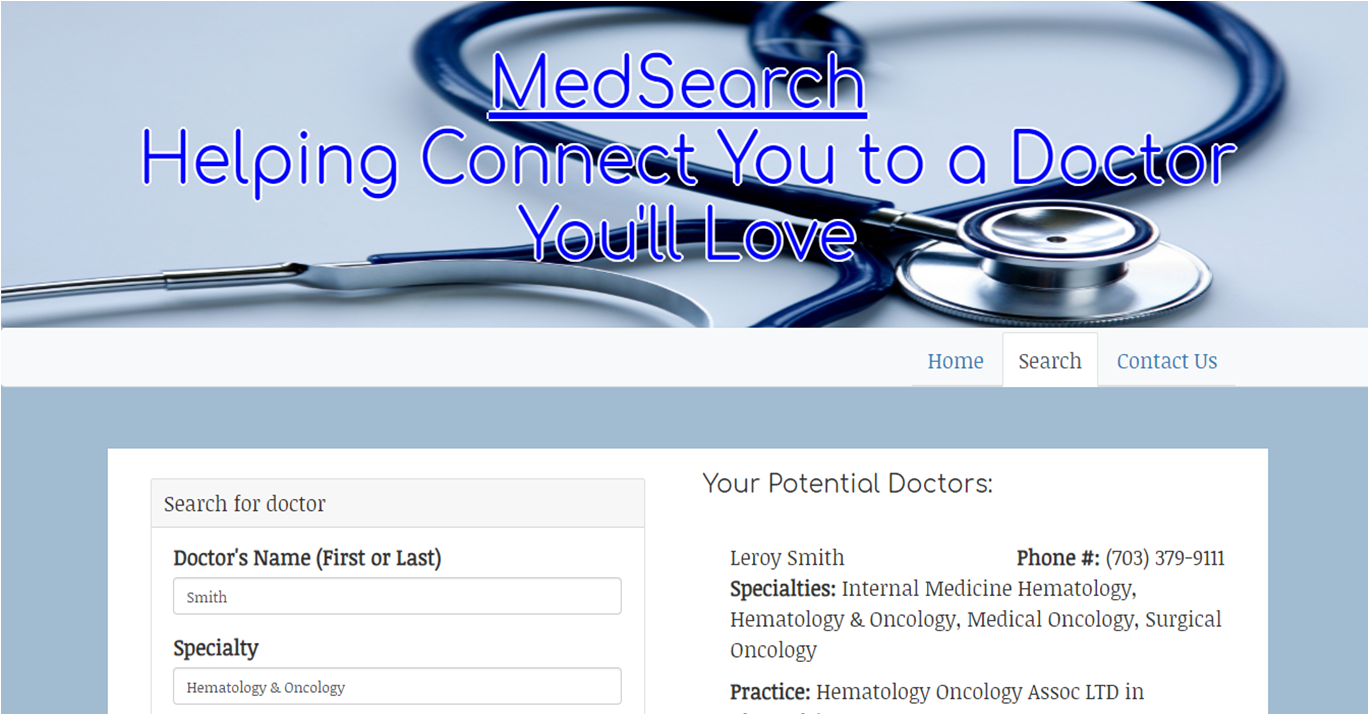 MedSearch
Helping Connect You to a Doctor
You'll Love
Home Search Contact Us
Search for doctor
Doctor's Name (First or Last)
Smith
Specialty
Hematology & Oncology
Your Potential Doctors:
Leroy Smith Phone #: (703) 379-9111
Specialties: Internal Medicine Hematology,
Hematology & Oncology, Medical Oncology, Surgical
Oncology
Practice: Hematology Oncology Assoc LTD in